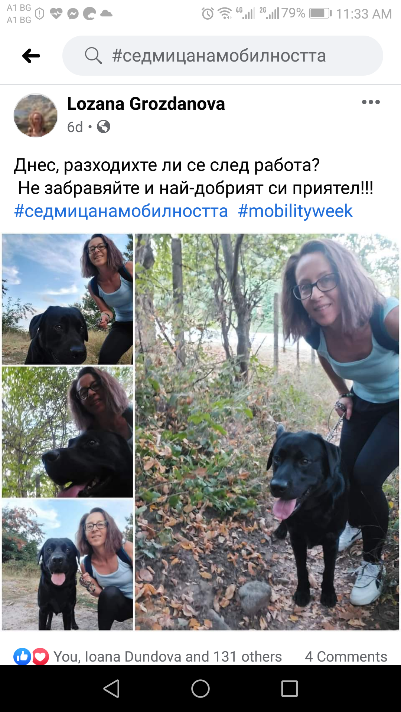 A1 BG
A1 BG
79%
11:33 AM
#седмицанамобилността
Lozana Grozdanova
6d
Днес, разходихте ли се след работа?
Не забравяйте и най-добрият си приятел!!!
#седмицанамобилността #mobilityweek
You, Ioana Dundova and 131 others 4 Comments